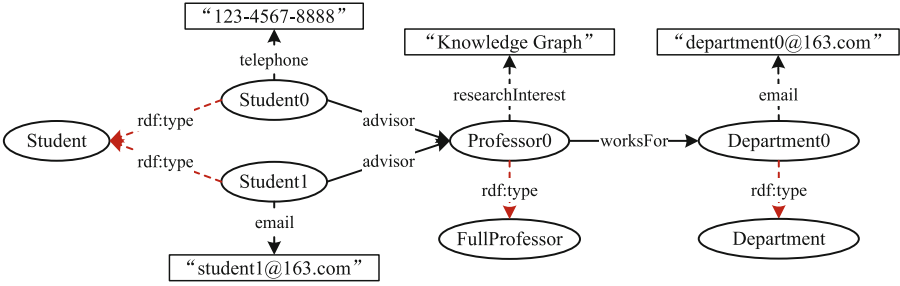 “123-4567-8888”
“Knowledge Graph”
“department0@163.com”
telephone
researchInterest
email
rdf:type
Student0
advisor
Student
Professor0
worksFor
Department0
rdf:type
Student1
advisor
rdf:type
rdf:type
email
FullProfessor
Department
“student1@163.com”